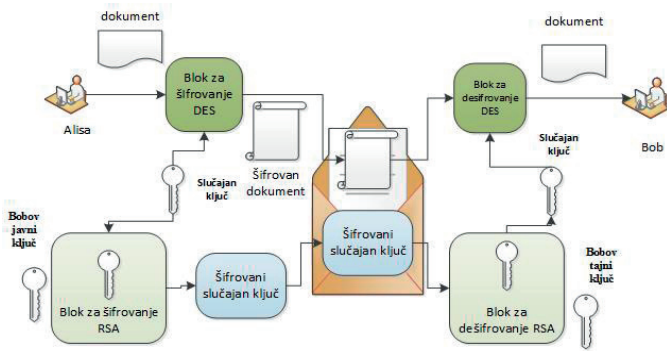 dokument
Blok za
šifrovanje
DES
Alisa
Šifrovan
dokument
Slučajan
ključ
Bobov
javni
ključ
Blok za šifrovanje
RSA
Šifrovani
slučajan ključ
Šifrovani
slučajan ključ
dokument
Blok za
desifrovanje
DES
Bob
Slučajan
ključ
Blok za
dešifrovanje RSA
Bobov
tajni
ključ